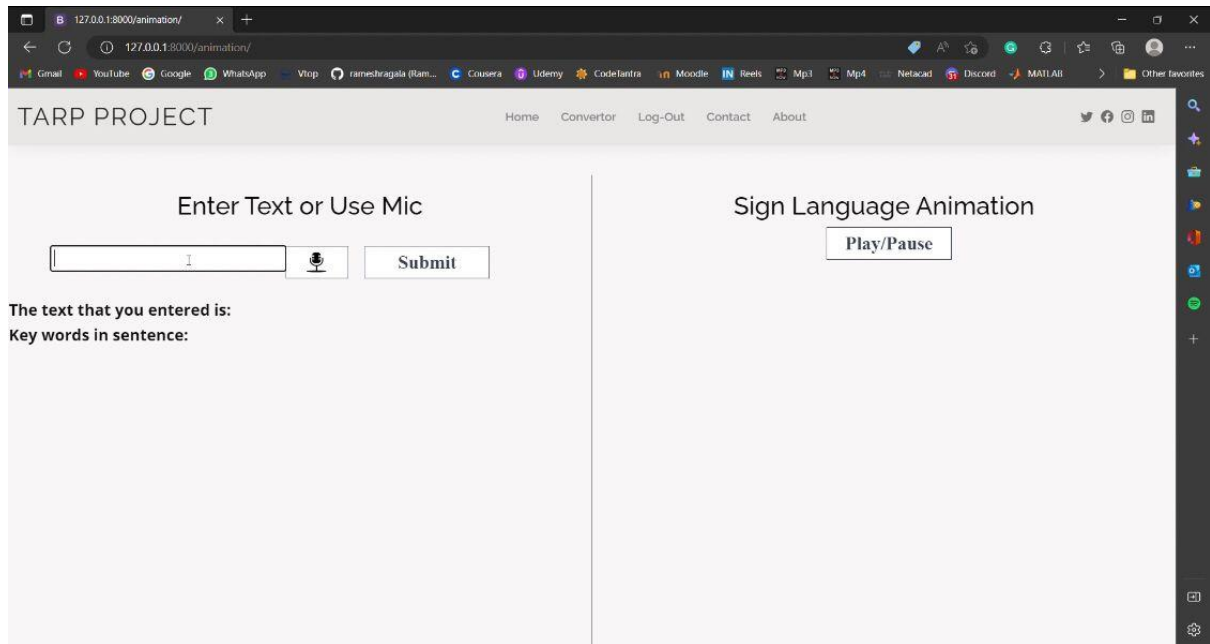 127.0.0.1:8000/animation/
127.0.0.1:8000/animation/
Gmail YouTube Google WhatsApp Vtop rameshragala (Ram... Cousera Udemy CodeTantra Moodle Reels Mp3 Mp4 Netacad Discord MATLAB Other favorites
TARP PROJECT Home Convertor Log-Out Contact About
Enter Text or Use Mic
Submit
The text that you entered is:
Key words in sentence:
Sign Language Animation
Play/Pause